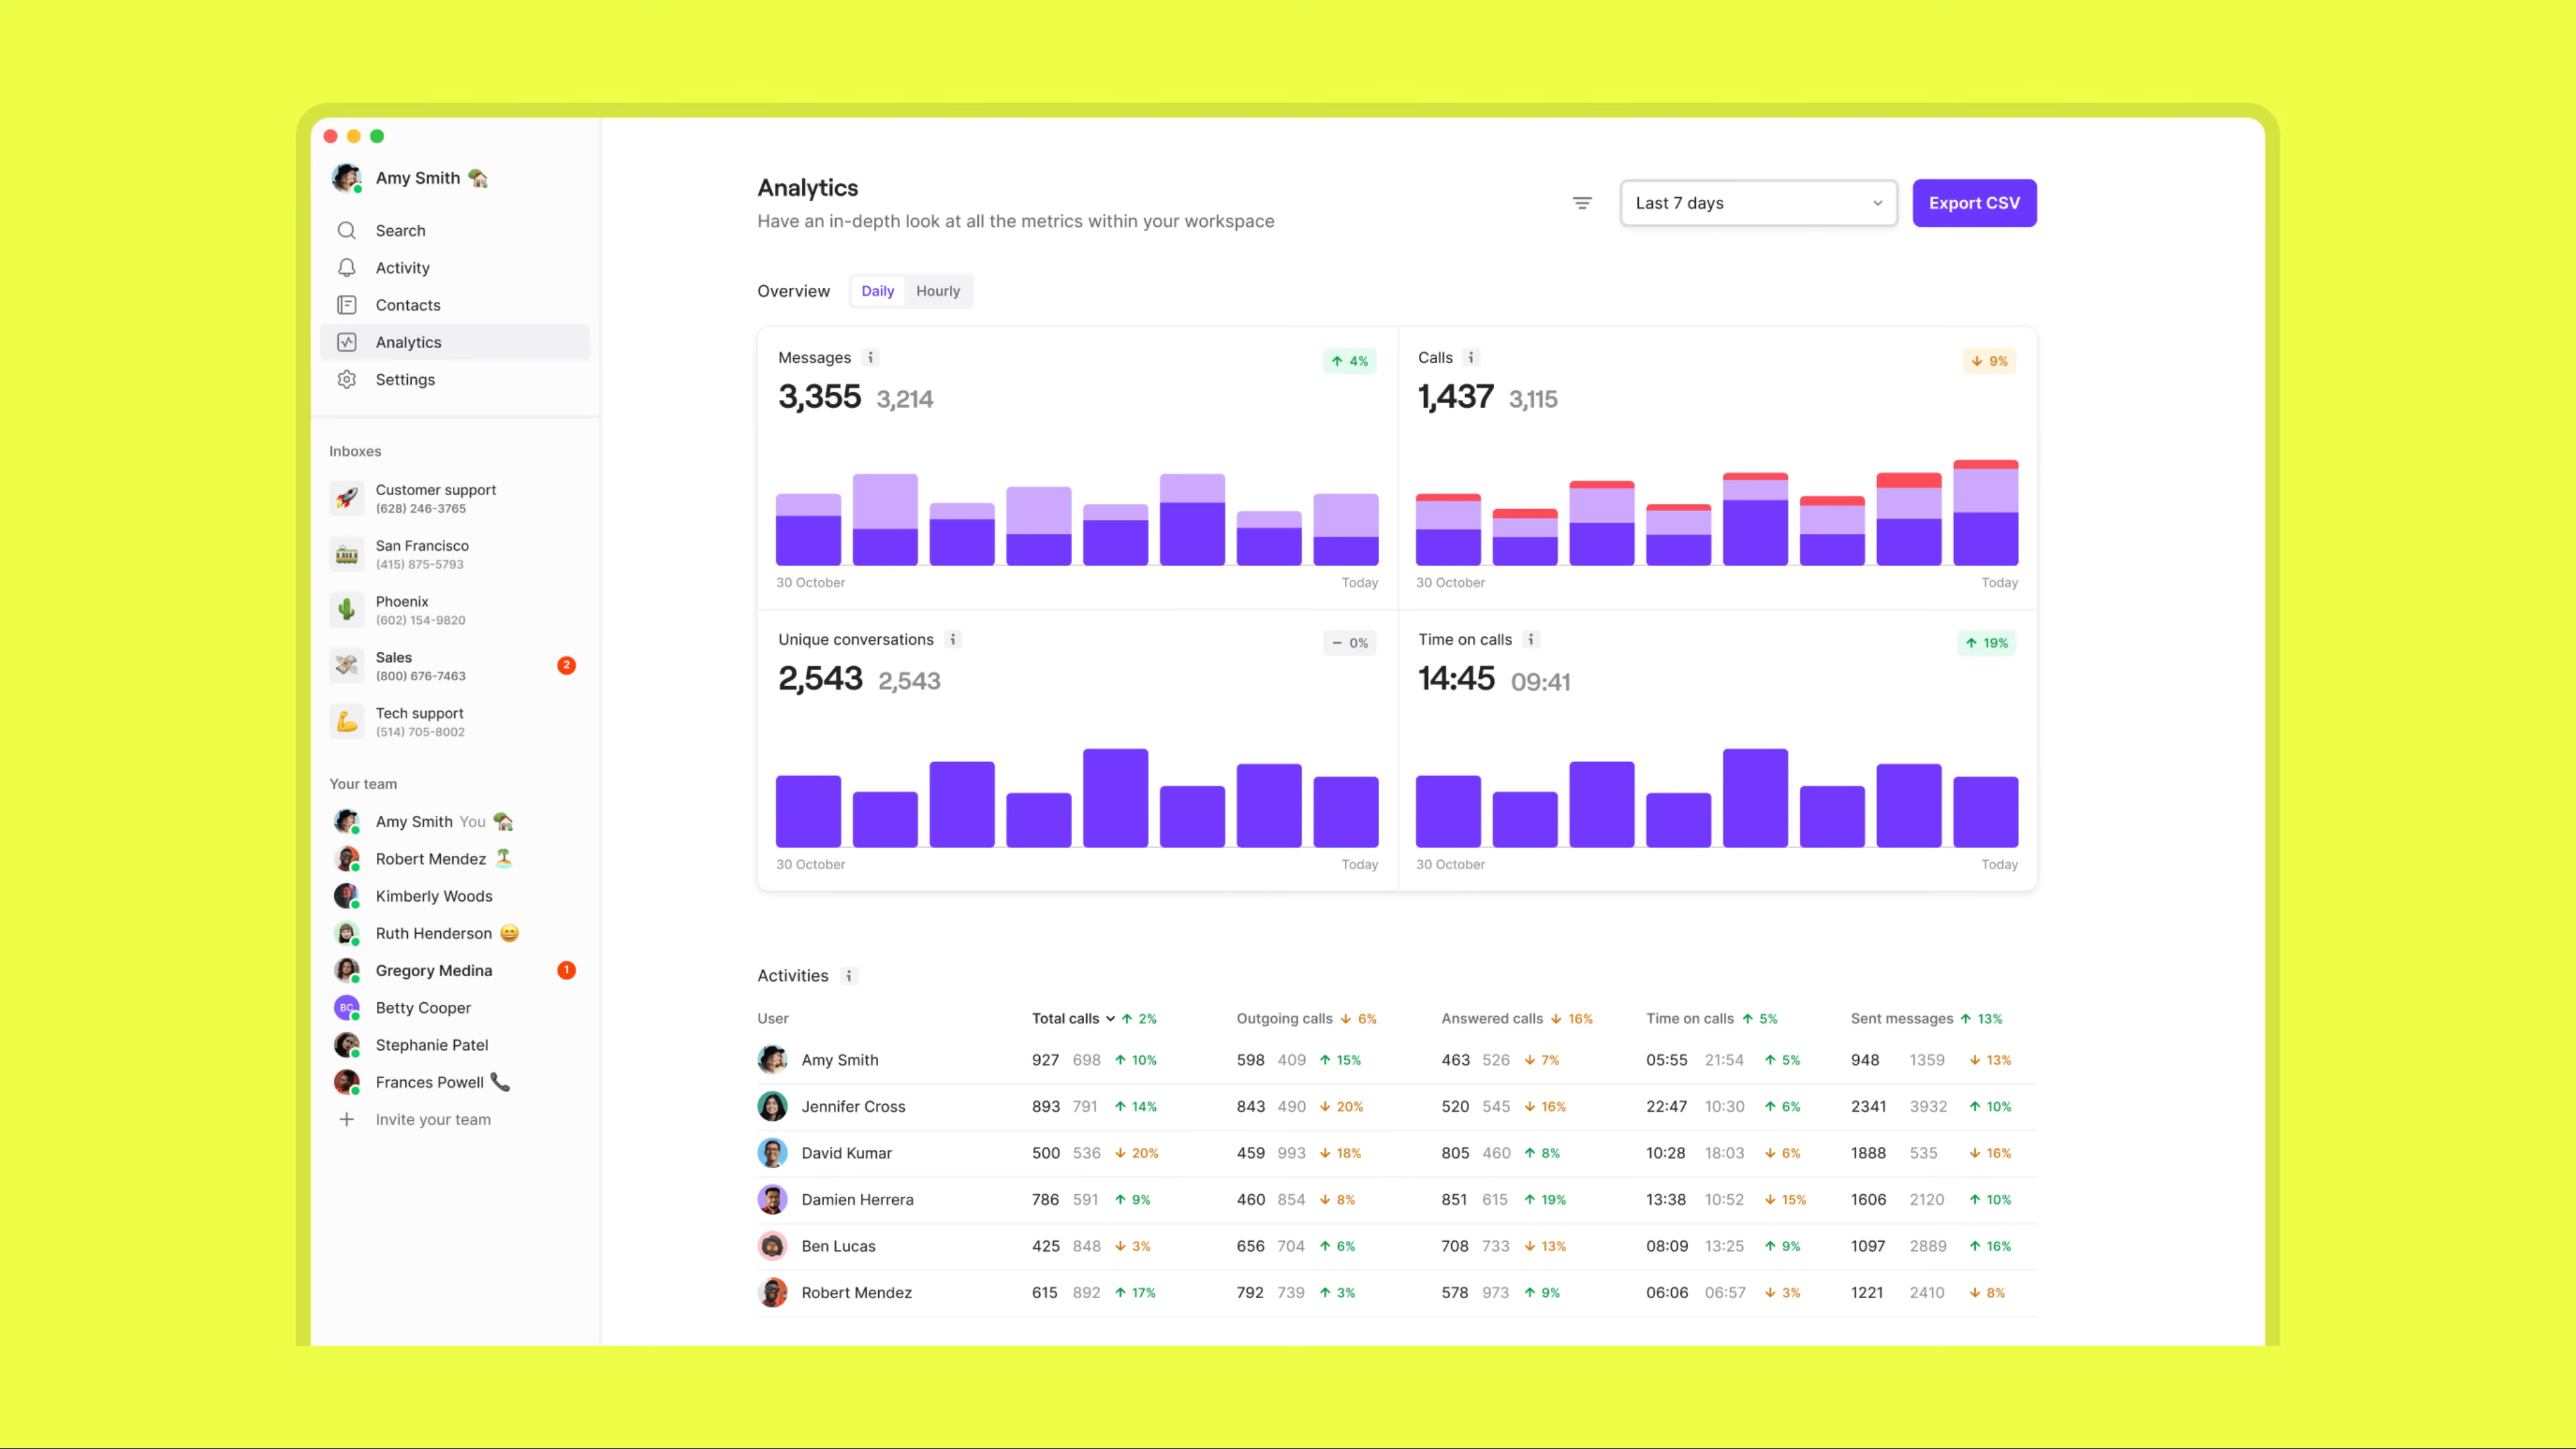 Amy Smith
Search
Activity
Contacts
Analytics
Settings
Inboxes
Customer support
(628) 246-3765
San Francisco
(415) 875-5793
Phoenix
(602) 154-9820
Sales
(800) 676-7463
2
Tech support
(514) 705-8002
Your team
Amy Smith You
Robert Mendez
Kimberly Woods
Ruth Henderson
Gregory Medina
1
BC
Betty Cooper
Stephanie Patel
Frances Powell
Invite your team
Analytics
Have an in-depth look at all the metrics within your workspace
Last 7 days
Export CSV
Overview Daily Hourly
Messages i
↑ 4%
3,355 3,214
30 October Today
Calls i
↓ 9%
1,437 3,115
30 October Today
Unique conversations i
– 0%
2,543 2,543
30 October Today
Time on calls i
↑ 19%
14:45 09:41
30 October Today
Activities i
User Total calls ↑ 2% Outgoing calls ↓ 6% Answered calls ↓ 16% Time on calls ↑ 5% Sent messages ↑ 13%
Amy Smith 927 698 ↑ 10% 598 409 ↑ 15% 463 526 ↓ 7% 05:55 21:54 ↑ 5% 948 1359 ↓ 13%
Jennifer Cross 893 791 ↑ 14% 843 490 ↓ 20% 520 545 ↓ 16% 22:47 10:30 ↑ 6% 2341 3932 ↑ 10%
David Kumar 500 536 ↓ 20% 459 993 ↓ 18% 805 460 ↑ 8% 10:28 18:03 ↓ 6% 1888 535 ↓ 16%
Damien Herrera 786 591 ↑ 9% 460 854 ↓ 8% 851 615 ↑ 19% 13:38 10:52 ↓ 15% 1606 2120 ↑ 10%
Ben Lucas 425 848 ↓ 3% 656 704 ↑ 6% 708 733 ↓ 13% 08:09 13:25 ↑ 9% 1097 2889 ↑ 16%
Robert Mendez 615 892 ↑ 17% 792 739 ↑ 3% 578 973 ↑ 9% 06:06 06:57 ↓ 3% 1221 2410 ↓ 8%